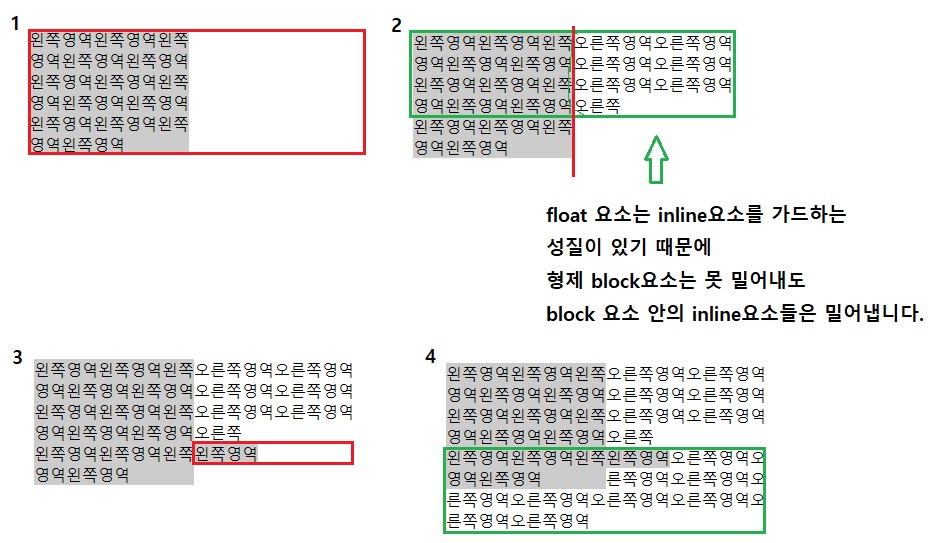 1
왼쪽영역왼쪽영역왼쪽
영역왼쪽영역왼쪽영역
왼쪽영역왼쪽영역왼쪽
영역왼쪽영역왼쪽영역
왼쪽영역왼쪽영역왼쪽
영역왼쪽영역
2
왼쪽영역왼쪽영역왼쪽 오른쪽영역오른쪽영역
영역왼쪽영역왼쪽영역 오른쪽영역오른쪽영역
왼쪽영역왼쪽영역왼쪽 오른쪽영역오른쪽영역
영역왼쪽영역왼쪽영역 오른쪽
왼쪽영역왼쪽영역왼쪽
영역왼쪽영역
float 요소는 inline요소를 가드하는
성질이 있기 때문에
형제 block요소는 못 밀어내도
block 요소 안의 inline요소들은 밀어냅니다.
3
왼쪽영역왼쪽영역왼쪽오른쪽영역오른쪽영역
영역왼쪽영역왼쪽영역오른쪽영역오른쪽영역
왼쪽영역왼쪽영역왼쪽오른쪽영역오른쪽영역
영역왼쪽영역왼쪽영역오른쪽
왼쪽영역왼쪽영역왼쪽왼쪽영역
영역왼쪽영역
4
왼쪽영역왼쪽영역왼쪽오른쪽영역오른쪽영역
영역왼쪽영역왼쪽영역오른쪽영역오른쪽영역
왼쪽영역왼쪽영역왼쪽오른쪽영역오른쪽영역
영역왼쪽영역왼쪽영역오른쪽
왼쪽영역왼쪽영역왼쪽왼쪽영역오른쪽영역오
영역왼쪽영역 른쪽영역오른쪽영역오
른쪽영역오른쪽영역오른쪽영역오른쪽영역오
른쪽영역오른쪽영역